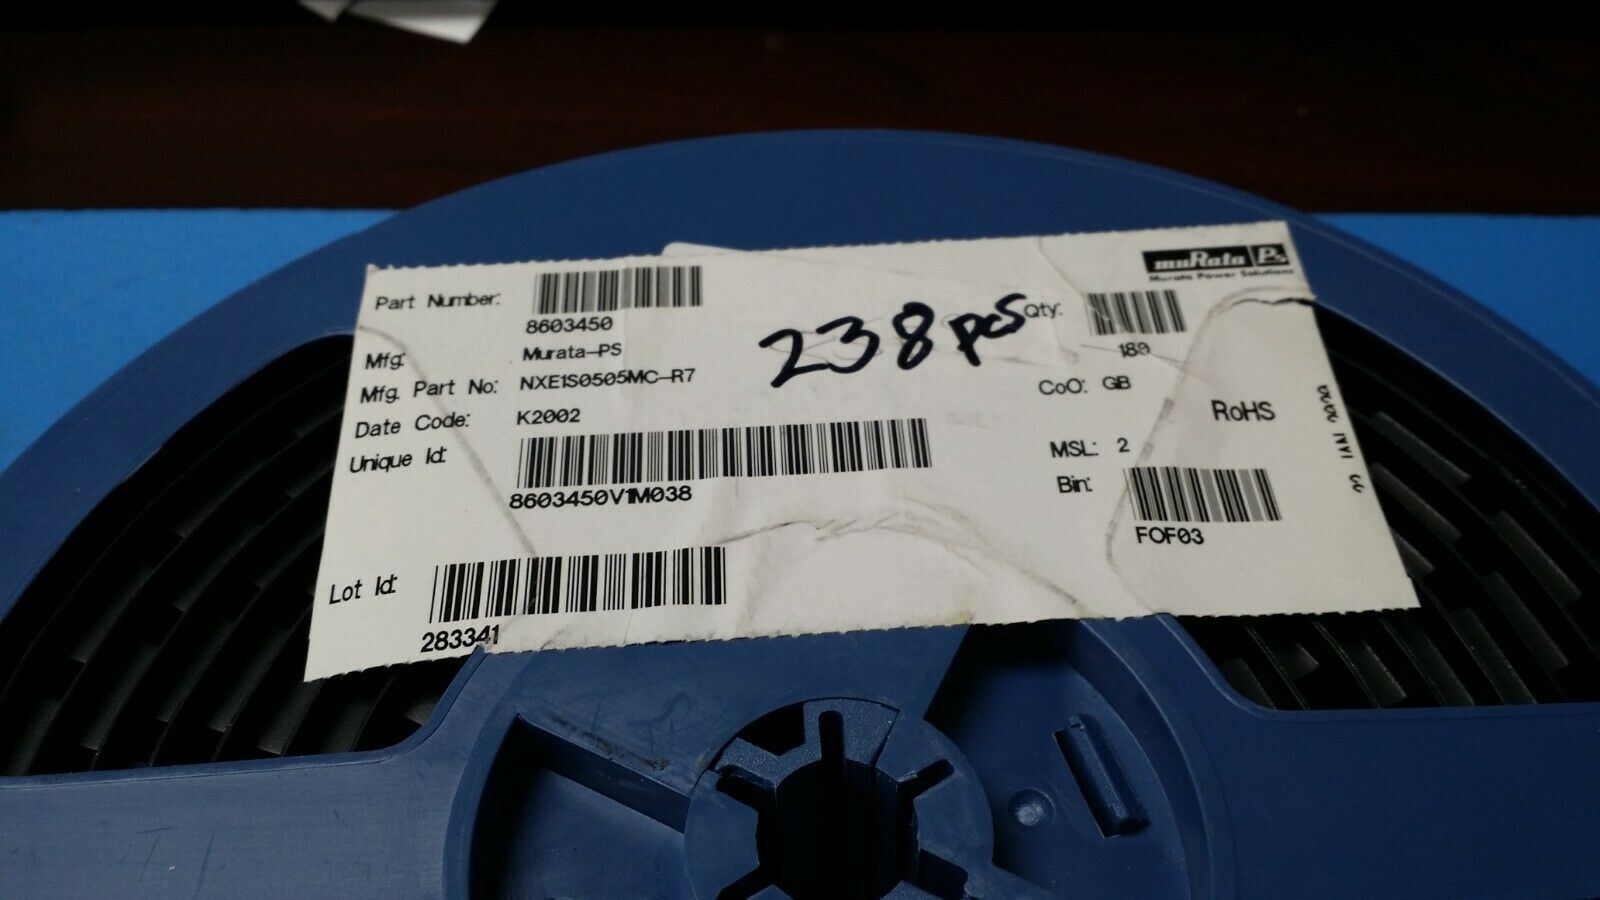 muRata Ps
Murata Power Solutions
Part Number:
8603450
Mfg: Murata-PS
Mfg. Part No: NXE1S0505MC-R7
Date Code: K2002
Unique Id:
8603450V1M038
Lot Id:
283341
238pcs
Qty:
180
CoO: GB
RoHS
MSL: 2
Bin:
FOF03